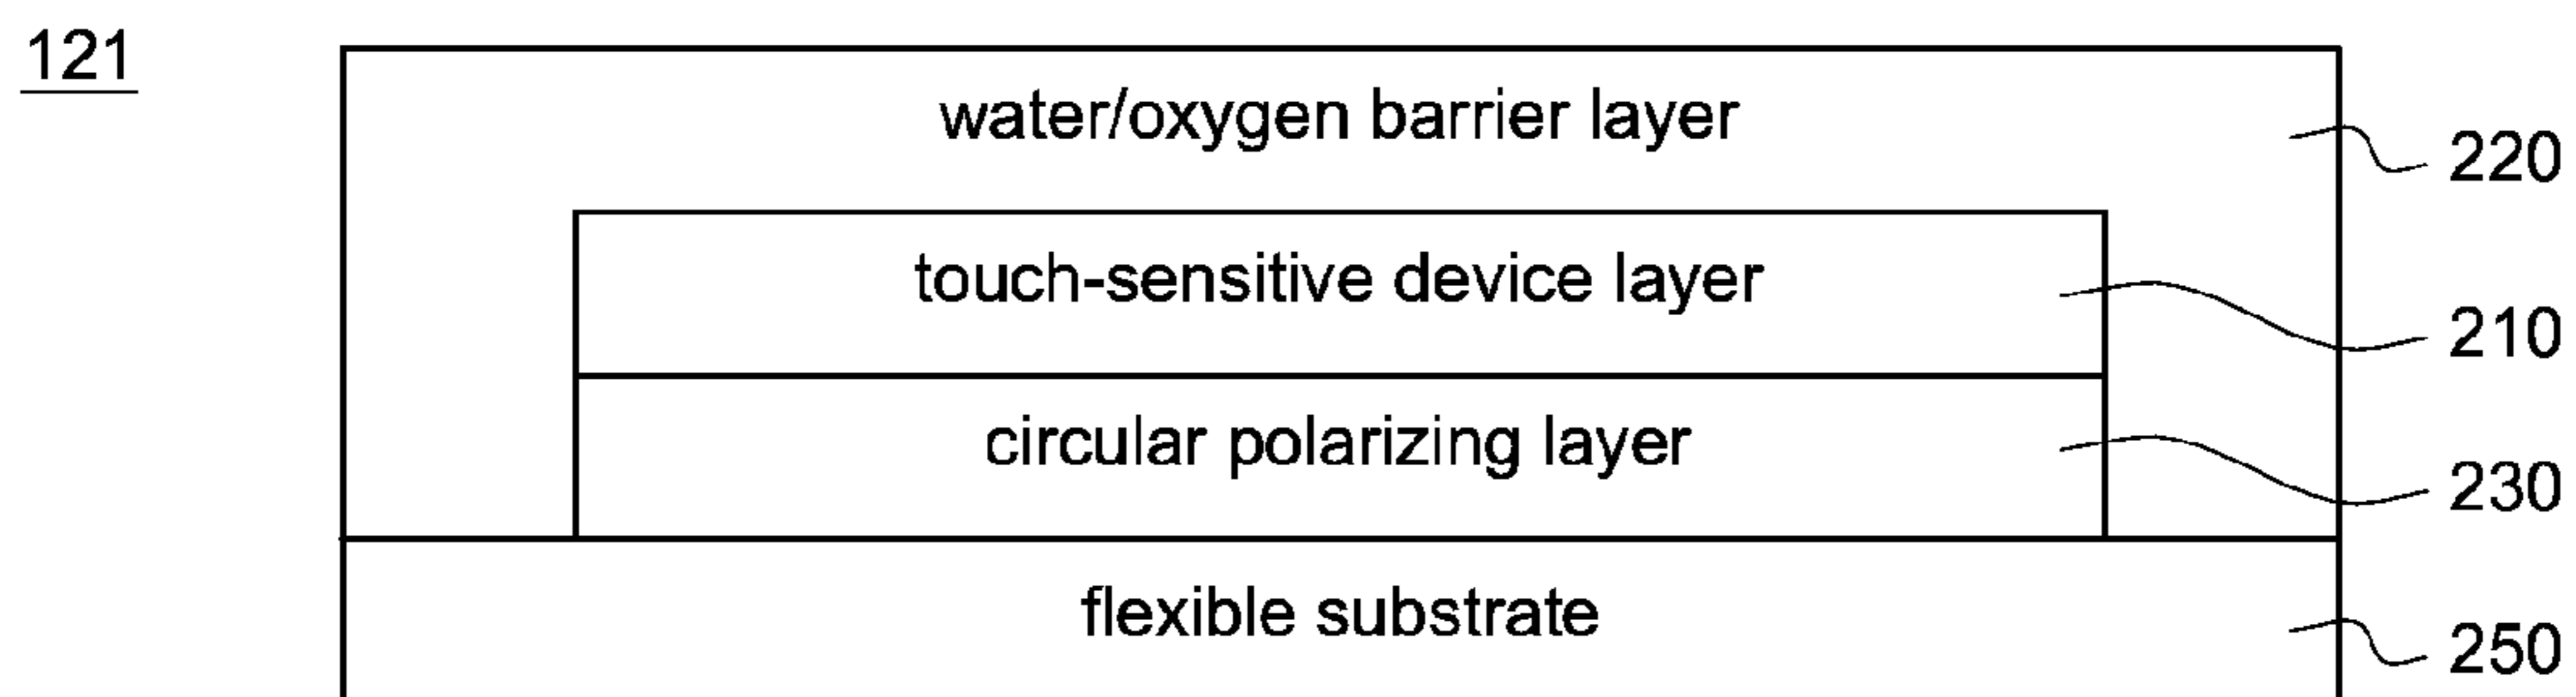 121
water/oxygen barrier layer
220
touch-sensitive device layer
210
circular polarizing layer
230
flexible substrate
250